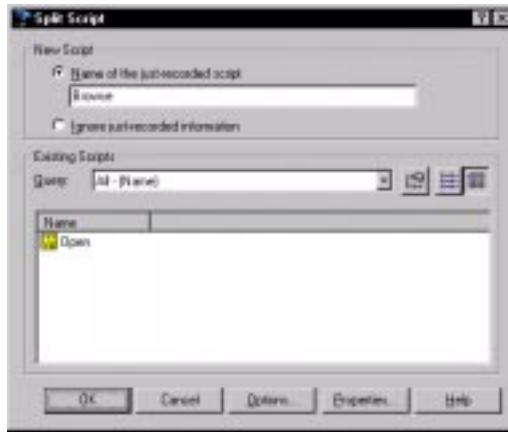 Split Script
New Script
Name of the just-recorded script
Browse
Ignore just-recorded information
Existing Scripts
Query: All - (Name)
Name
Open
OK Cancel Options... Properties... Help